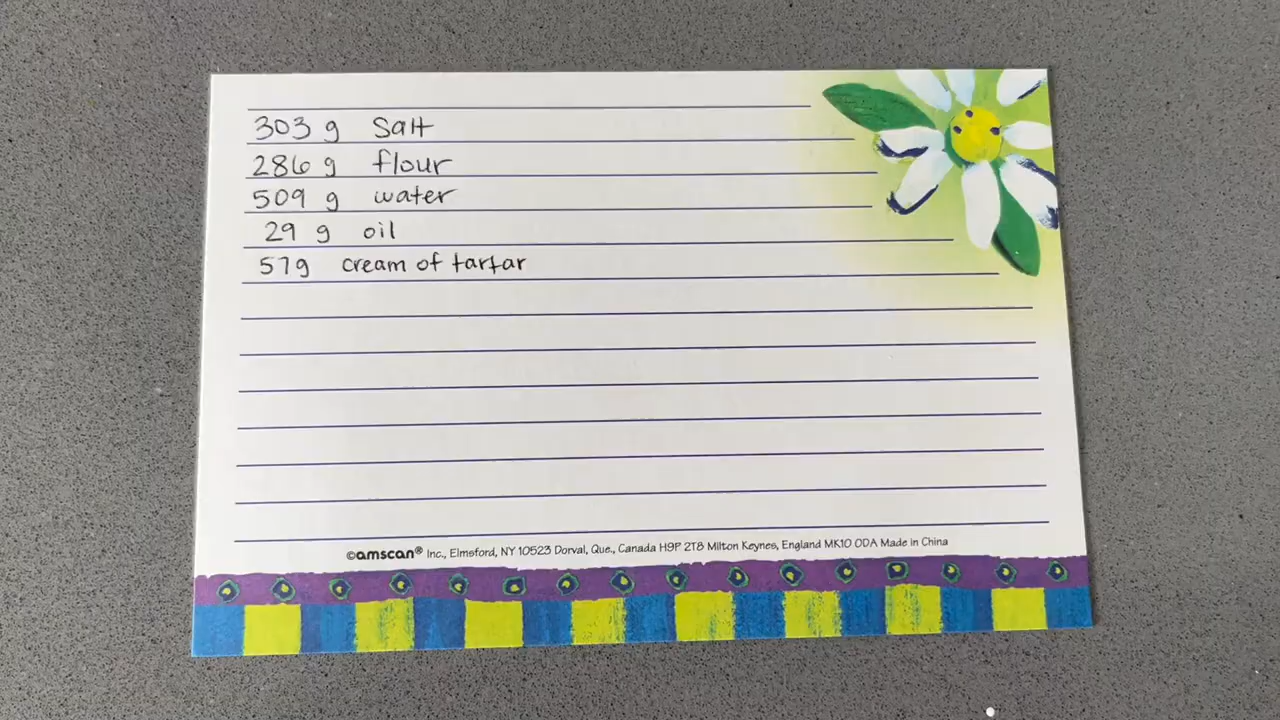 303 g Salt
286 g flour
509 g water
29 g oil
57g cream of tartar
©amscan® Inc., Elmsford, NY 10523 Dorval, Que., Canada H9P 2T8 Milton Keynes, England MK10 0DA Made in China